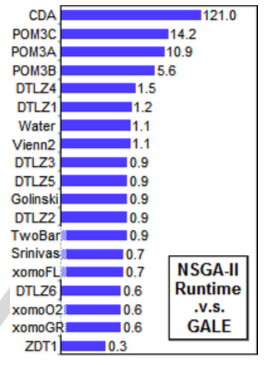 CDA 121.0
POM3C 14.2
POM3A 10.9
POM3B 5.6
DTLZ4 1.5
DTLZ1 1.2
Water 1.1
Vienn2 1.1
DTLZ3 0.9
DTLZ5 0.9
Golinski 0.9
DTLZ2 0.9
TwoBar 0.9
Srinivas 0.7
xomoFL 0.7
DTLZ6 0.6
xomoO2 0.6
xomoGR 0.6
ZDT1 0.3
NSGA-II
Runtime
.v.s.
GALE